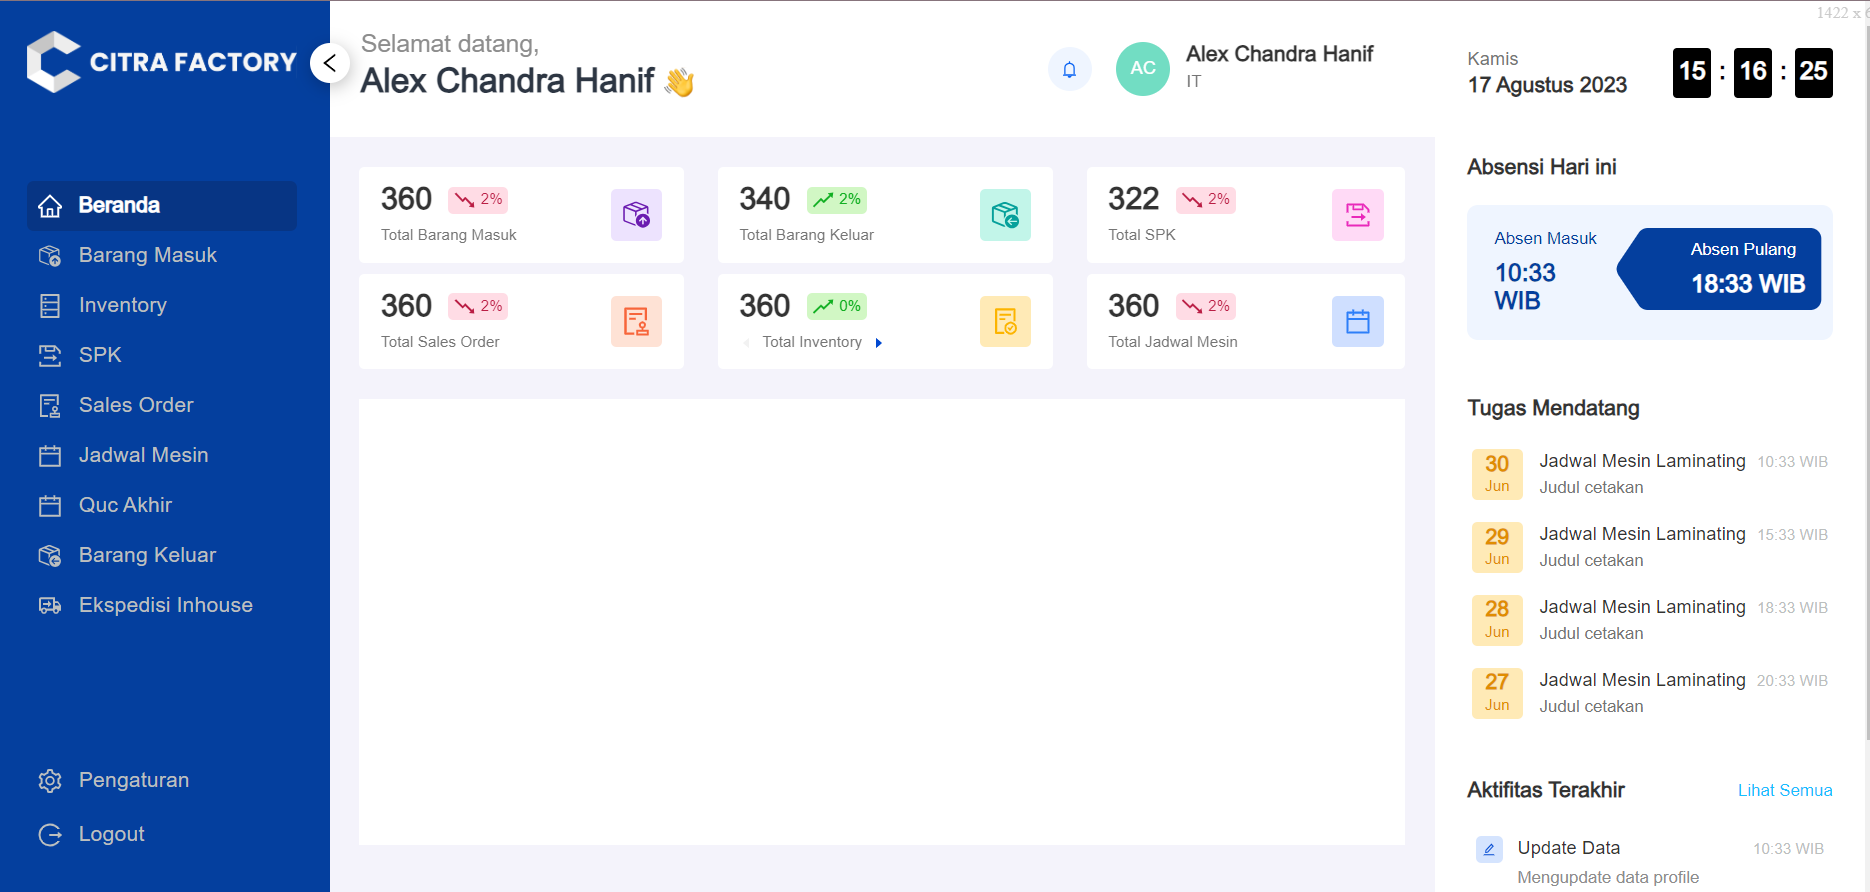 CITRA FACTORY
Beranda
Barang Masuk
Inventory
SPK
Sales Order
Jadwal Mesin
Quc Akhir
Barang Keluar
Ekspedisi Inhouse
Pengaturan
Logout
Selamat datang,
Alex Chandra Hanif 👋
AC
Alex Chandra Hanif
IT
360 2%
Total Barang Masuk
340 2%
Total Barang Keluar
322 2%
Total SPK
360 2%
Total Sales Order
360 0%
Total Inventory
360 2%
Total Jadwal Mesin
1422 x
Kamis
17 Agustus 2023
15 : 16 : 25
Absensi Hari ini
Absen Masuk
10:33
WIB
Absen Pulang
18:33 WIB
Tugas Mendatang
30 Jun
Jadwal Mesin Laminating 10:33 WIB
Judul cetakan
29 Jun
Jadwal Mesin Laminating 15:33 WIB
Judul cetakan
28 Jun
Jadwal Mesin Laminating 18:33 WIB
Judul cetakan
27 Jun
Jadwal Mesin Laminating 20:33 WIB
Judul cetakan
Aktifitas Terakhir Lihat Semua
Update Data 10:33 WIB
Mengupdate data profile